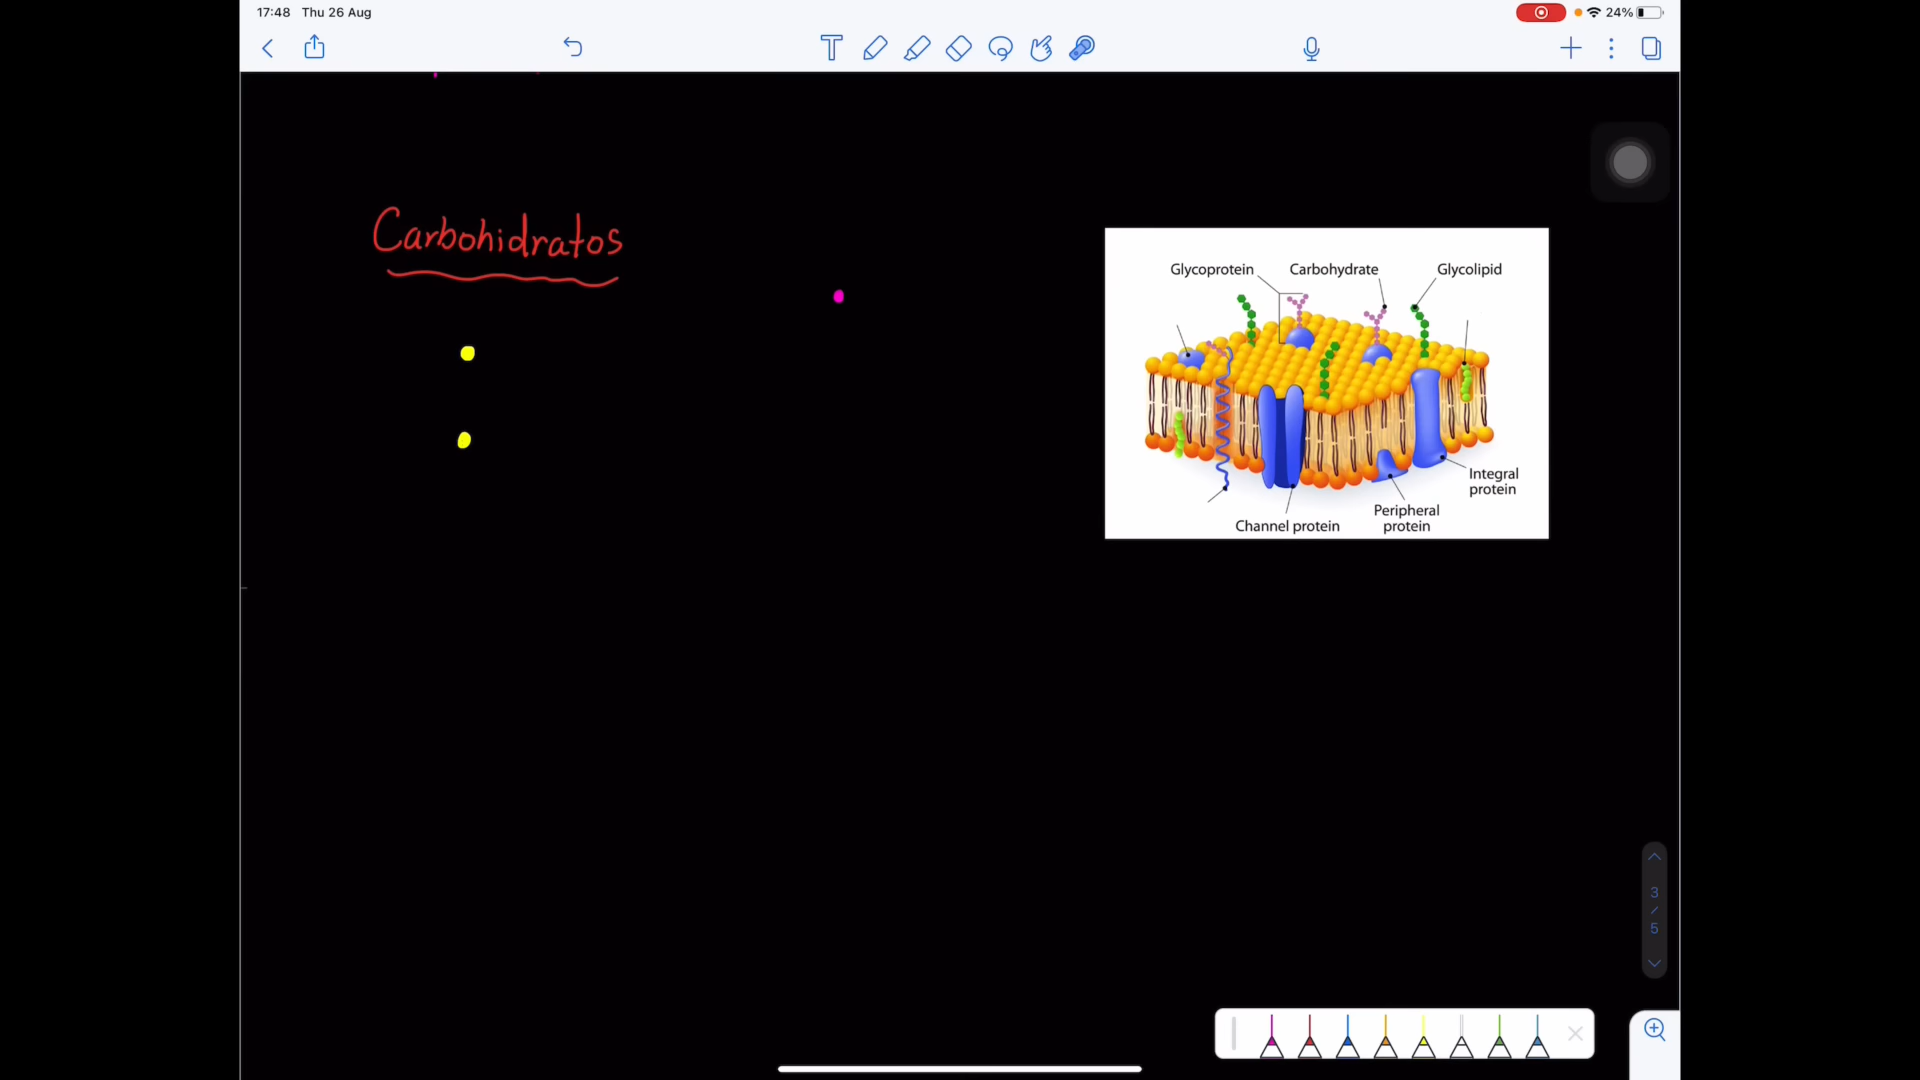 17:48 Thu 26 Aug
24%
T
Carbohidratos
Glycoprotein
Carbohydrate
Glycolipid
Integral
protein
Peripheral
protein
Channel protein
3
/
5